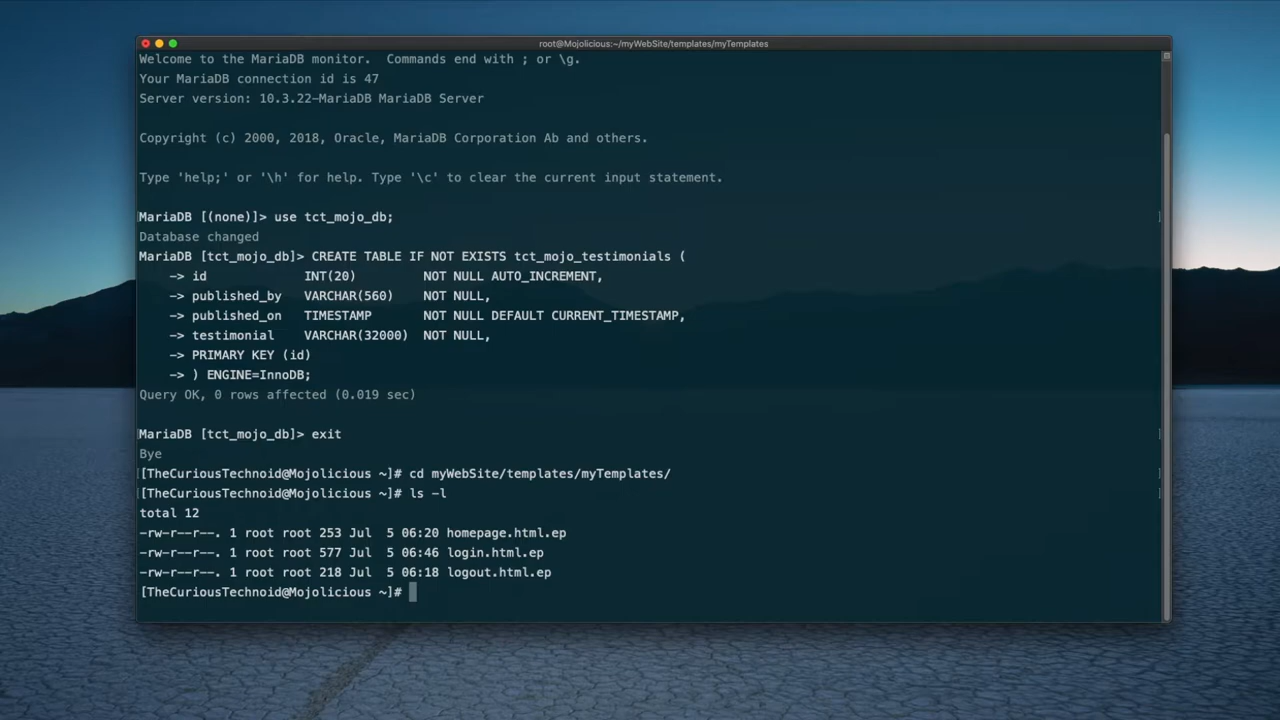 root@Mojolicious:~/myWebSite/templates/myTemplates
Welcome to the MariaDB monitor.  Commands end with ; or \g.
Your MariaDB connection id is 47
Server version: 10.3.22-MariaDB MariaDB Server
Copyright (c) 2000, 2018, Oracle, MariaDB Corporation Ab and others.
Type 'help;' or '\h' for help. Type '\c' to clear the current input statement.
MariaDB [(none)]> use tct_mojo_db;
Database changed
MariaDB [tct_mojo_db]> CREATE TABLE IF NOT EXISTS tct_mojo_testimonials (
    -> id             INT(20)         NOT NULL AUTO_INCREMENT,
    -> published_by   VARCHAR(560)    NOT NULL,
    -> published_on   TIMESTAMP       NOT NULL DEFAULT CURRENT_TIMESTAMP,
    -> testimonial    VARCHAR(32000)  NOT NULL,
    -> PRIMARY KEY (id)
    -> ) ENGINE=InnoDB;
Query OK, 0 rows affected (0.019 sec)
MariaDB [tct_mojo_db]> exit
Bye
[TheCuriousTechnoid@Mojolicious ~]# cd myWebSite/templates/myTemplates/
[TheCuriousTechnoid@Mojolicious ~]# ls -l
total 12
-rw-r--r--. 1 root root 253 Jul  5 06:20 homepage.html.ep
-rw-r--r--. 1 root root 577 Jul  5 06:46 login.html.ep
-rw-r--r--. 1 root root 218 Jul  5 06:18 logout.html.ep
[TheCuriousTechnoid@Mojolicious ~]#